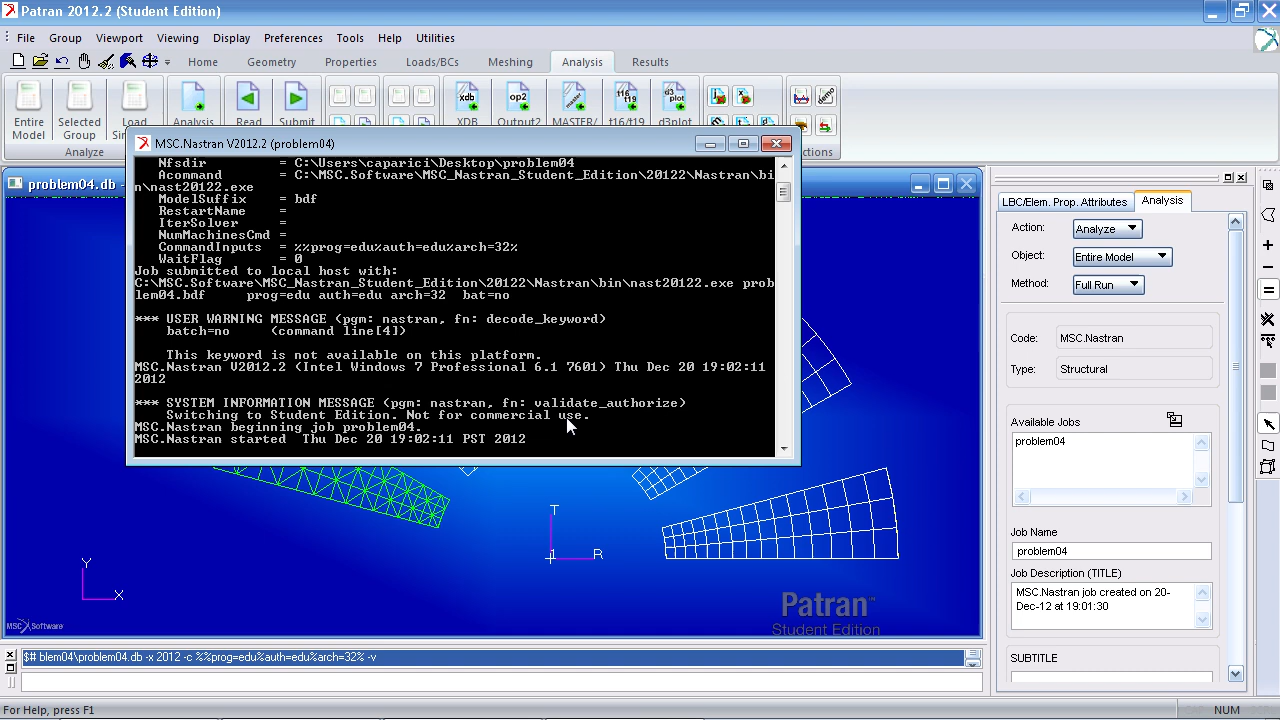 Patran 2012.2 (Student Edition)
File Group Viewport Viewing Display Preferences Tools Help Utilities
Home Geometry Properties Loads/BCs Meshing Analysis Results
Entire Model
Selected Group
Load
Analysis
Read
Submit
xdb XDB
op2 Output2
master MASTER/
t16 t19 t16/t19
d3 plot d3plot
Analyze
ctions
MSC.Nastran V2012.2 (problem04)
Nfsdir = C:\Users\caparici\Desktop\problem04
Acommand = C:\MSC.Software\MSC_Nastran_Student_Edition\20122\Nastran\bi
n\nast20122.exe
ModelSuffix = bdf
RestartName =
IterSolver =
NumMachinesCmd =
CommandInputs = %%prog=edu%auth=edu%arch=32%
WaitFlag = 0
Job submitted to local host with:
C:\MSC.Software\MSC_Nastran_Student_Edition\20122\Nastran\bin\nast20122.exe prob
lem04.bdf prog=edu auth=edu arch=32 bat=no
*** USER WARNING MESSAGE (pgm: nastran, fn: decode_keyword)
batch=no (command line[4])
This keyword is not available on this platform.
MSC.Nastran V2012.2 (Intel Windows 7 Professional 6.1 7601) Thu Dec 20 19:02:11
2012
*** SYSTEM INFORMATION MESSAGE (pgm: nastran, fn: validate_authorize)
Switching to Student Edition. Not for commercial use.
MSC.Nastran beginning job problem04.
MSC.Nastran started Thu Dec 20 19:02:11 PST 2012
problem04.db -
T
1 R
Y
X
MSC Software
Patran™
Student Edition
LBC/Elem. Prop. Attributes Analysis
Action: Analyze
Object: Entire Model
Method: Full Run
Code: MSC.Nastran
Type: Structural
Available Jobs
problem04
Job Name
problem04
Job Description (TITLE)
MSC.Nastran job created on 20-
Dec-12 at 19:01:30
SUBTITLE
$# blem04\problem04.db -x 2012 -c %%prog=edu%auth=edu%arch=32% -v
For Help, press F1
NUM